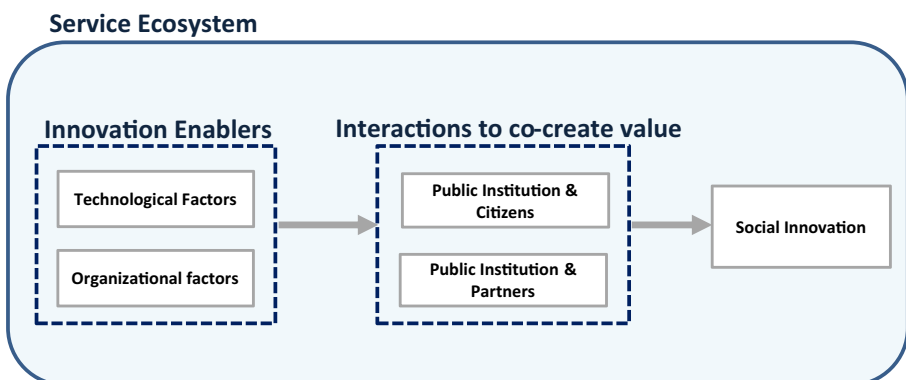 Service Ecosystem
Innovation Enablers
Technological Factors
Organizational factors
Interactions to co-create value
Public Institution &
Citizens
Public Institution &
Partners
Social Innovation